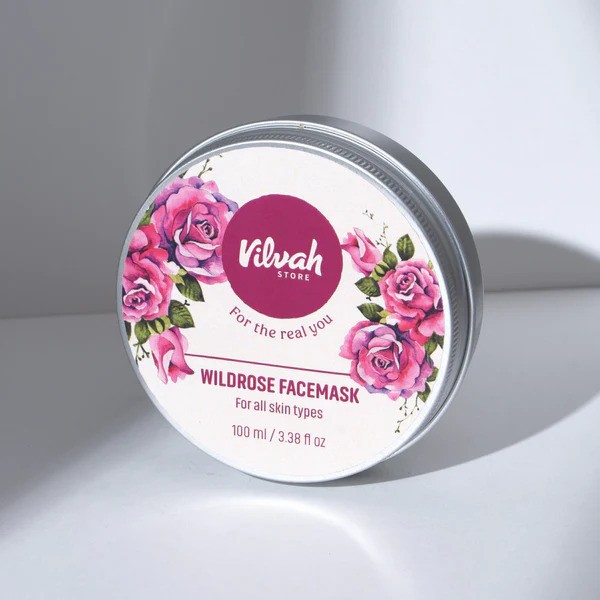 Vilvah
STORE
For the real you
WILDROSE FACEMASK
For all skin types
100 ml / 3.38 fl oz